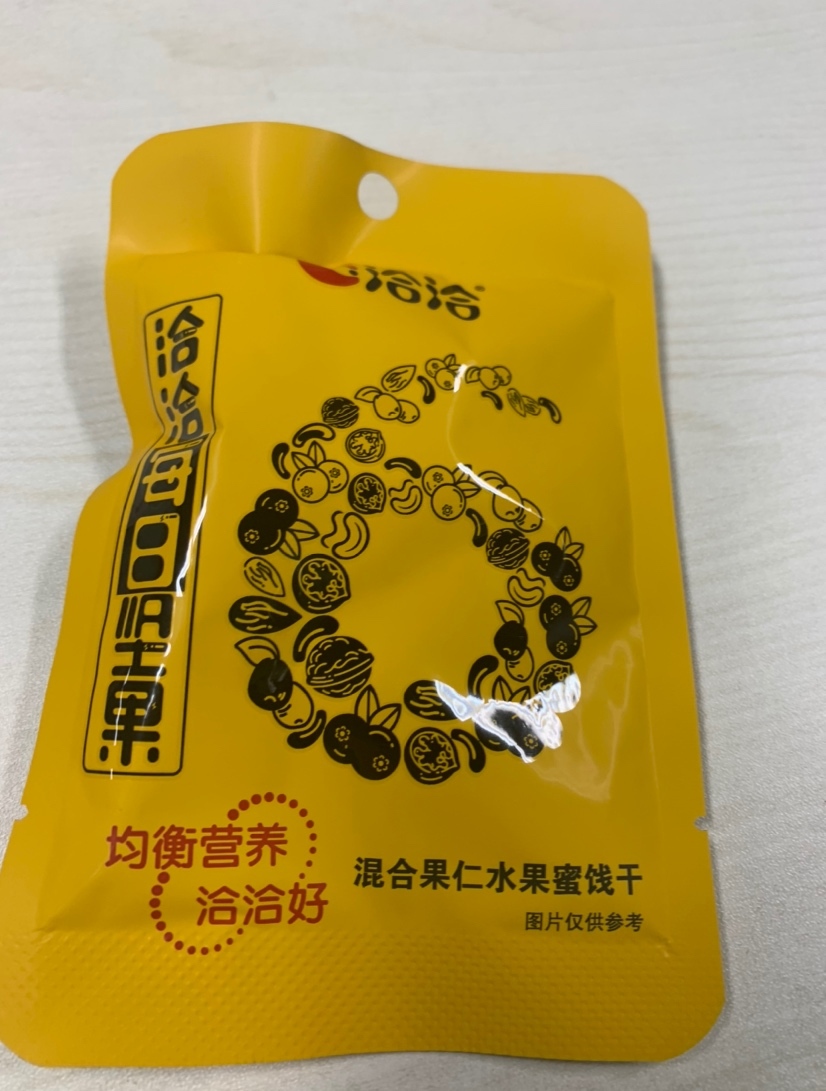 洽洽
洽洽每日坚果
均衡营养
洽洽好
混合果仁水果蜜饯干
图片仅供参考